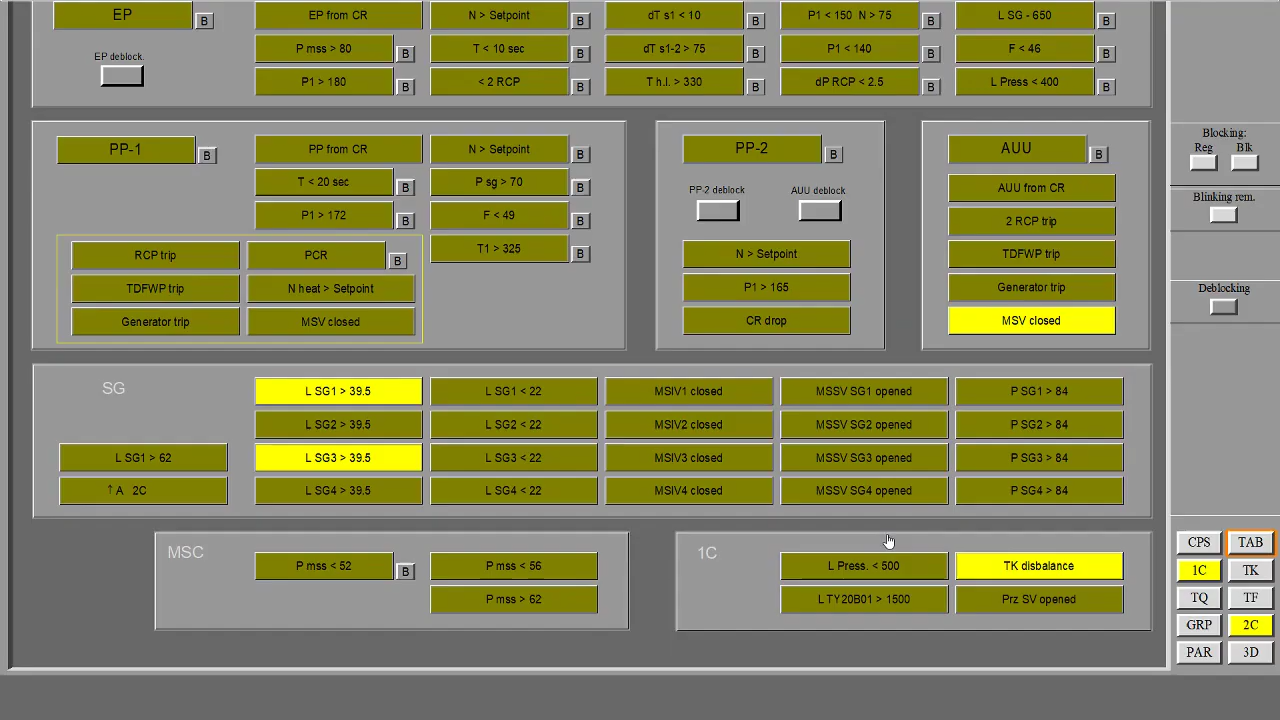 EP
B
EP deblock.
EP from CR
P mss > 80
B
P1 > 180
B
N > Setpoint
B
T < 10 sec
B
< 2 RCP
B
dT s1 < 10
B
dT s1-2 > 75
B
T h.l. > 330
B
P1 < 150 N > 75
B
P1 < 140
B
dP RCP < 2.5
B
L SG - 650
B
F < 46
B
L Press < 400
B
PP-1
B
PP from CR
T < 20 sec
B
P1 > 172
B
N > Setpoint
B
P sg > 70
B
F < 49
B
T1 > 325
B
RCP trip
PCR
B
TDFWP trip
N heat > Setpoint
Generator trip
MSV closed
PP-2
B
PP-2 deblock
AUU deblock
N > Setpoint
P1 > 165
CR drop
AUU
B
AUU from CR
2 RCP trip
TDFWP trip
Generator trip
MSV closed
SG
L SG1 > 62
↑A 2C
L SG1 > 39.5
L SG2 > 39.5
L SG3 > 39.5
L SG4 > 39.5
L SG1 < 22
L SG2 < 22
L SG3 < 22
L SG4 < 22
MSIV1 closed
MSIV2 closed
MSIV3 closed
MSIV4 closed
MSSV SG1 opened
MSSV SG2 opened
MSSV SG3 opened
MSSV SG4 opened
P SG1 > 84
P SG2 > 84
P SG3 > 84
P SG4 > 84
MSC
P mss < 52
B
P mss < 56
P mss > 62
1C
L Press. < 500
TK disbalance
L TY20B01 > 1500
Prz SV opened
Blocking:
Reg Blk
Blinking rem.
Deblocking
CPS TAB
1C TK
TQ TF
GRP 2C
PAR 3D